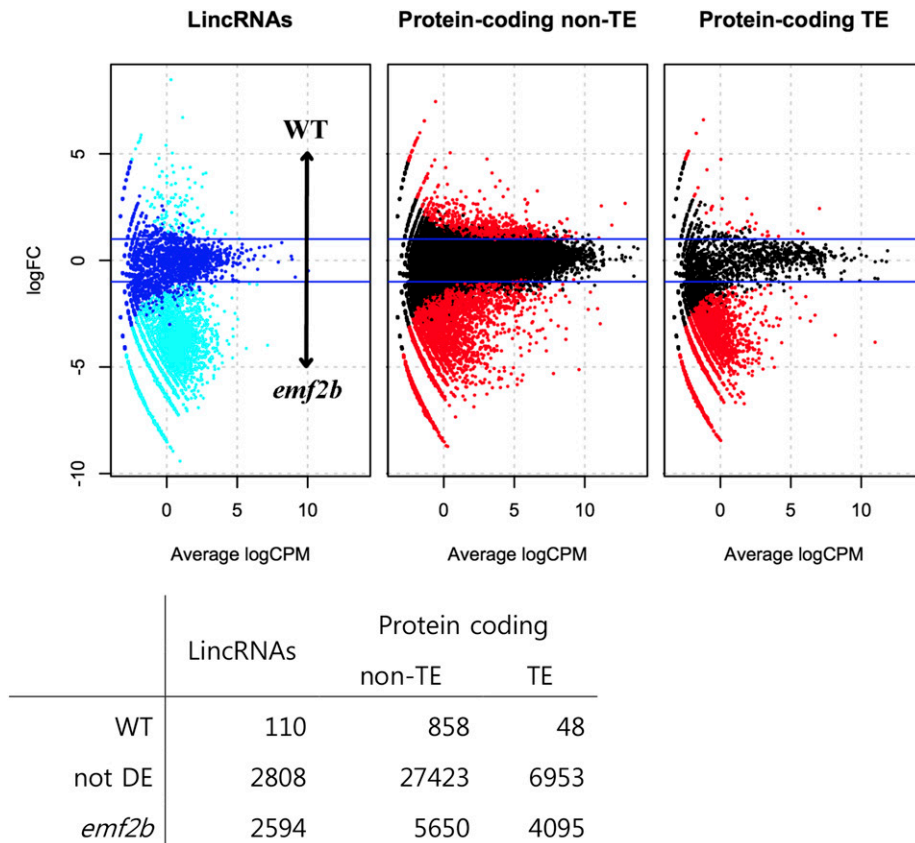 LincRNAs Protein-coding non-TE Protein-coding TE
WT
emf2b
logFC
5
0
-5
-10
0 5 10 0 5 10 0 5 10
Average logCPM Average logCPM Average logCPM
Protein coding
LincRNAs
non-TE TE
WT 110 858 48
not DE 2808 27423 6953
emf2b 2594 5650 4095